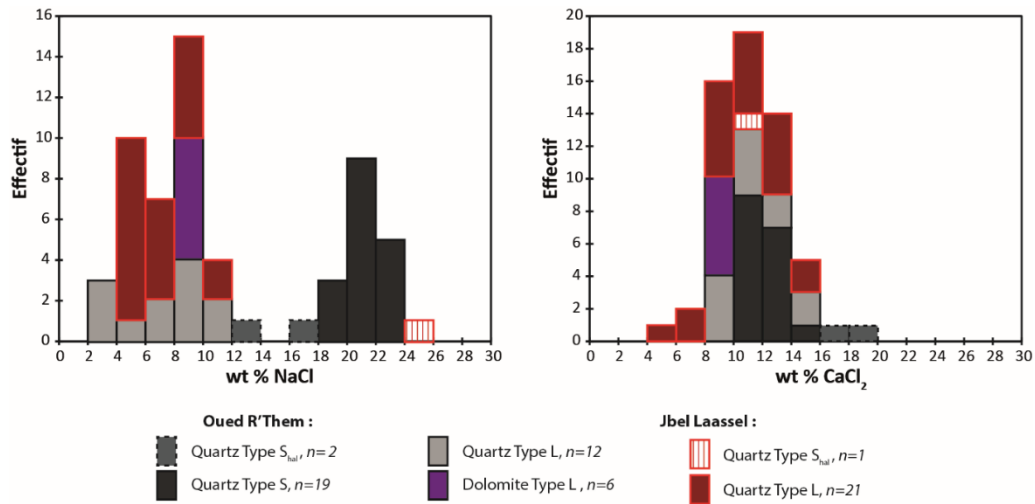 16
14
12
10
8
6
4
2
0
Effectif
0 2 4 6 8 10 12 14 16 18 20 22 24 26 28 30
wt % NaCl
20
18
16
14
12
10
8
6
4
2
0
Effectif
0 2 4 6 8 10 12 14 16 18 20 22 24 26 28 30
wt % CaCl₂
Oued R'Them :
Quartz Type Shal, n=2
Quartz Type S, n=19
Quartz Type L, n=12
Dolomite Type L, n=6
Jbel Laassel :
Quartz Type Shal, n=1
Quartz Type L, n=21